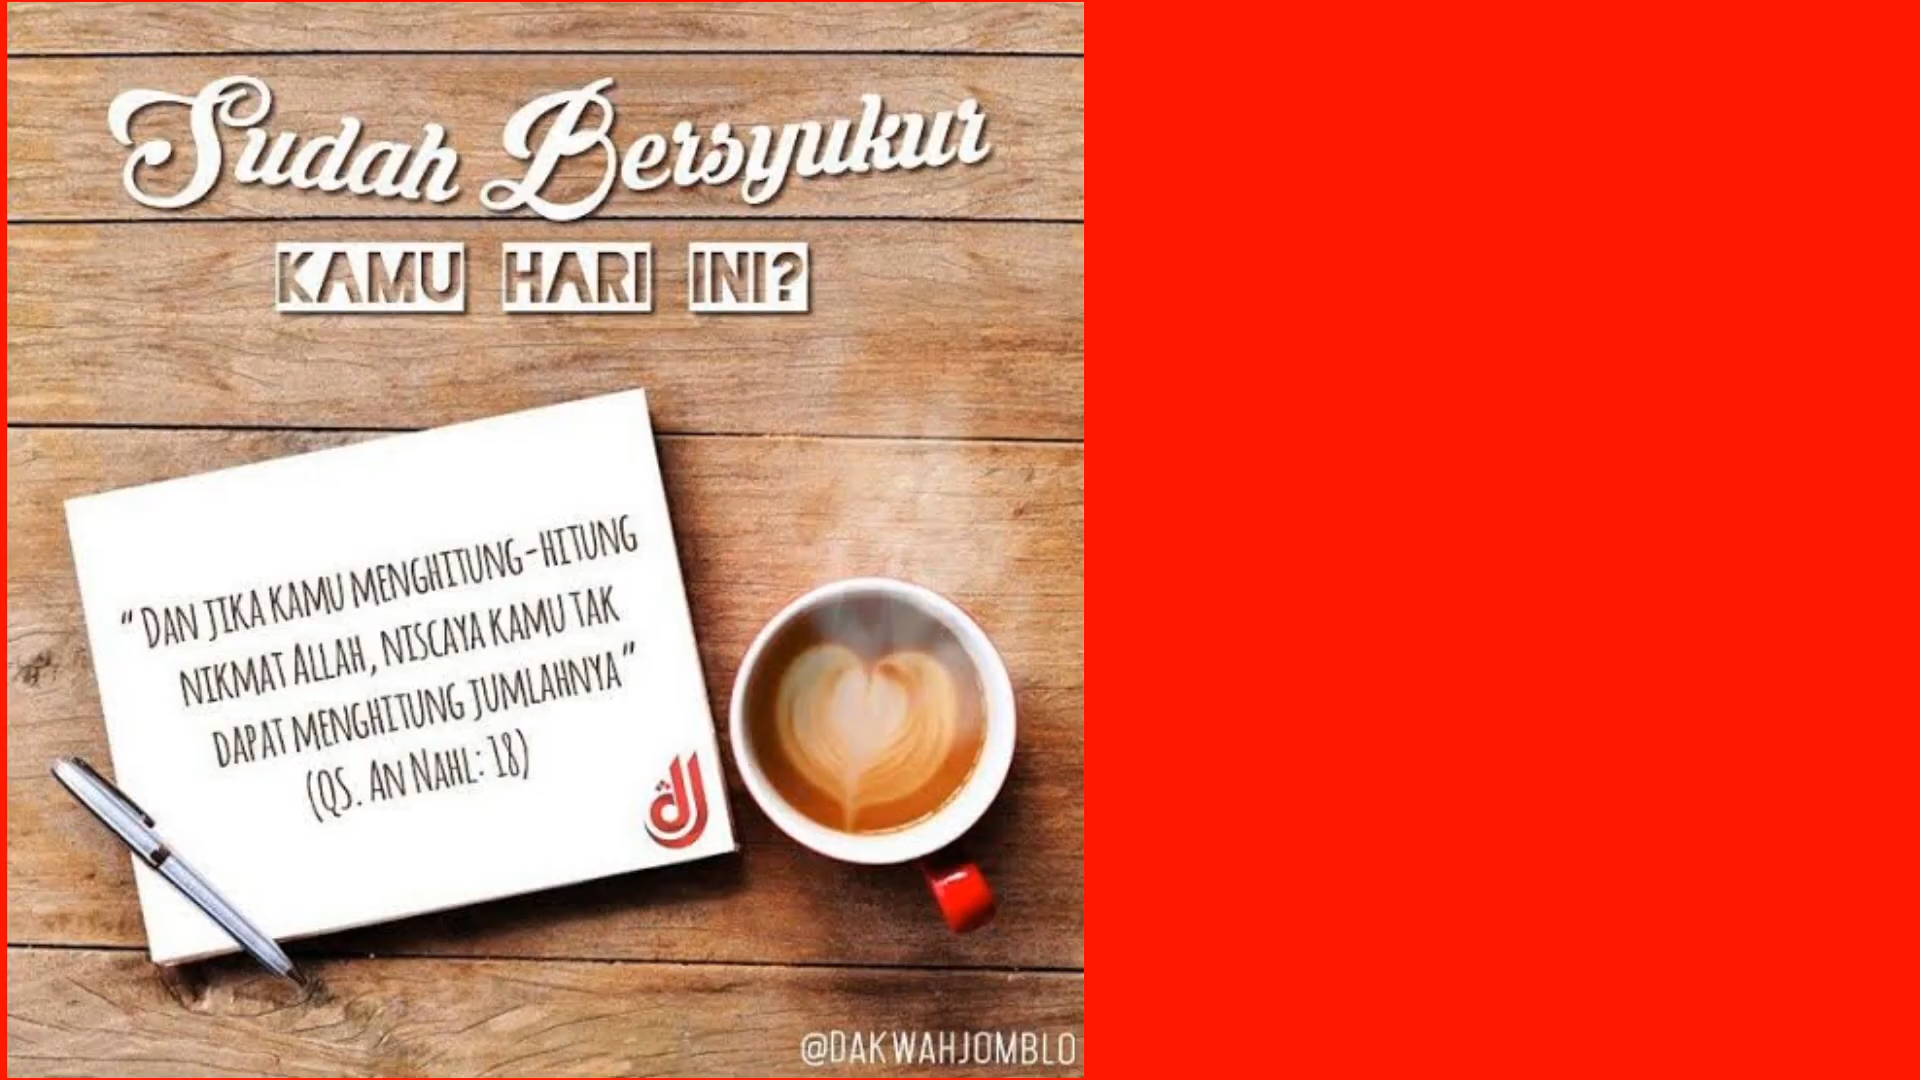 Sudah Bersyukur
KAMU HARI INI?
“DAN JIKA KAMU MENGHITUNG-HITUNG
NIKMAT ALLAH, NISCAYA KAMU TAK
DAPAT MENGHITUNG JUMLAHNYA”
(QS. AN NAHL: 18)
@DAKWAHJOMBLO